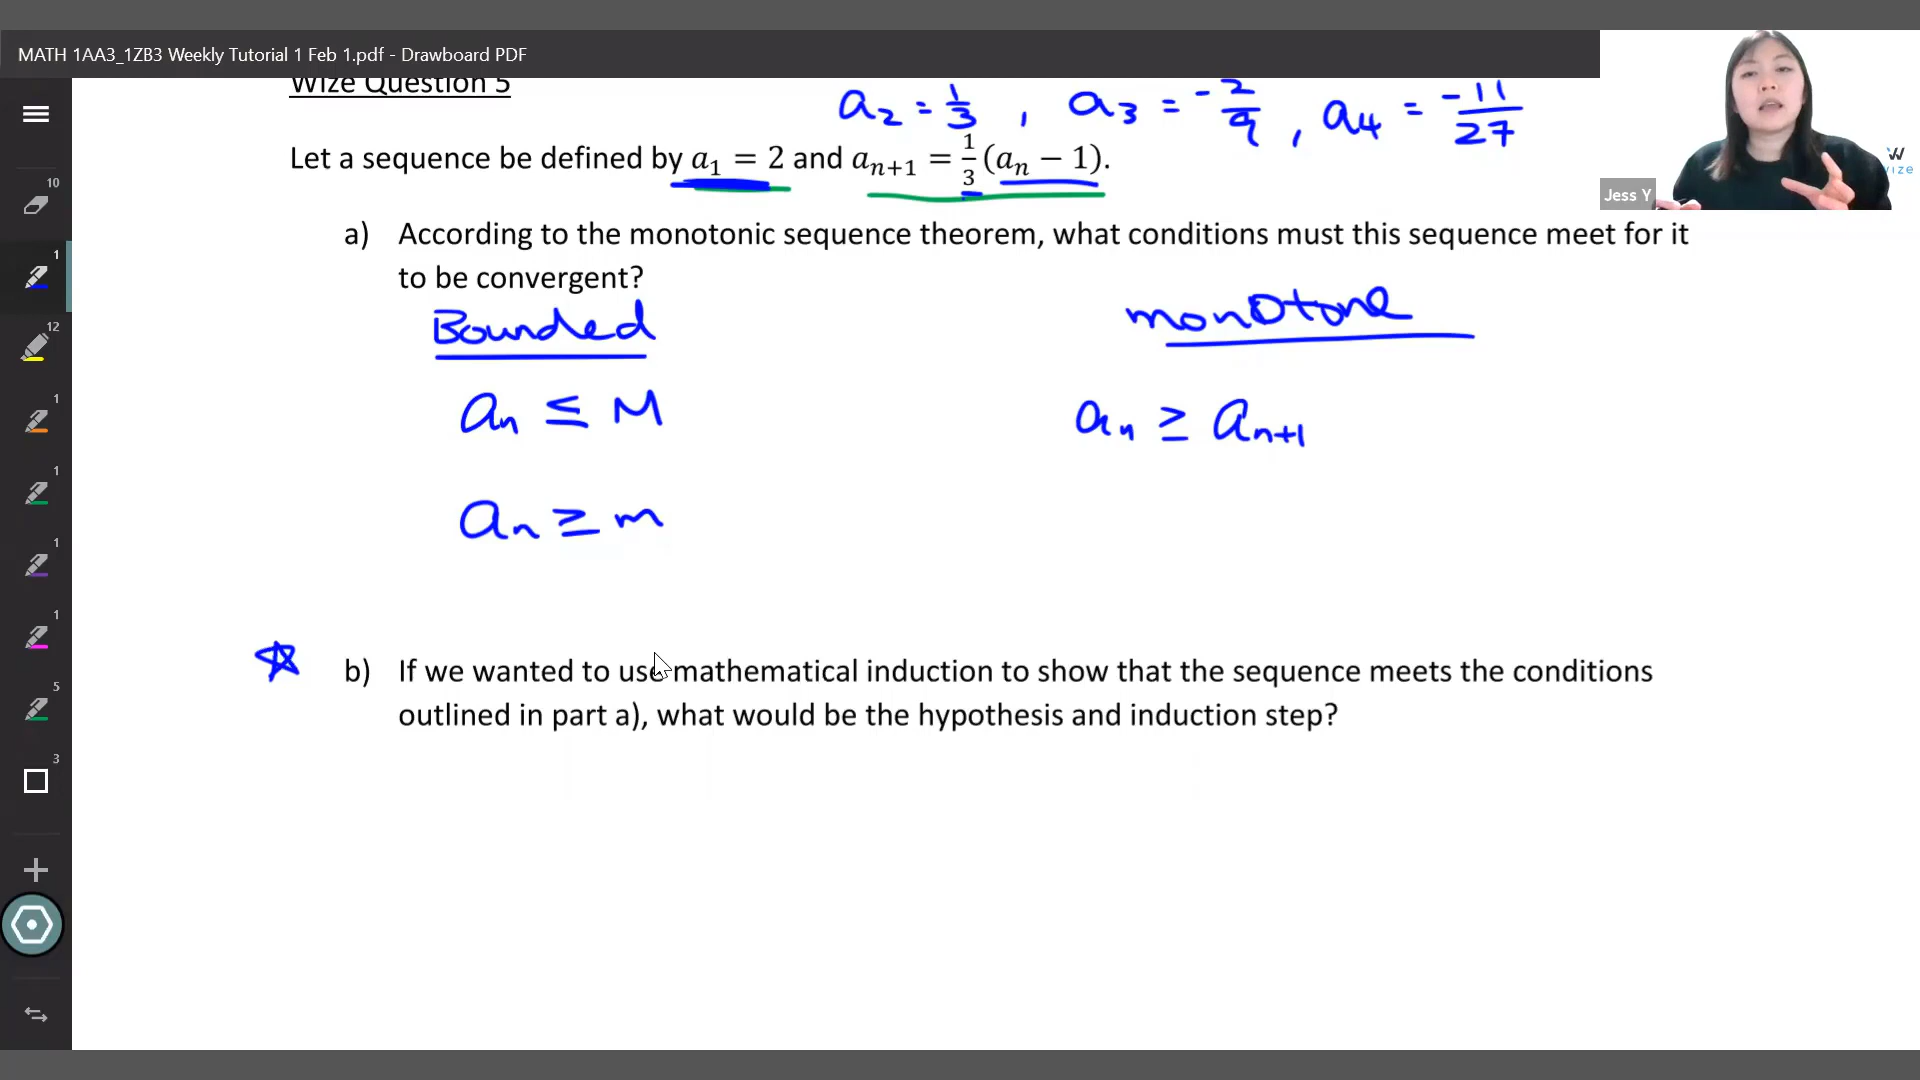 MATH 1AA3_1ZB3 Weekly Tutorial 1 Feb 1.pdf - Drawboard PDF
Wize Question 5
a2 = 1/3 , a3 = -2/9 , a4 = -11/27
Let a sequence be defined by a₁ = 2 and aₙ₊₁ = 1/3 (aₙ − 1).
Jess Y
wize
a) According to the monotonic sequence theorem, what conditions must this sequence meet for it
to be convergent?
Bounded
monotone
an ≤ M
an ≥ an+1
an ≥ m
b) If we wanted to use mathematical induction to show that the sequence meets the conditions
outlined in part a), what would be the hypothesis and induction step?
10
1
12
1
1
1
1
5
3